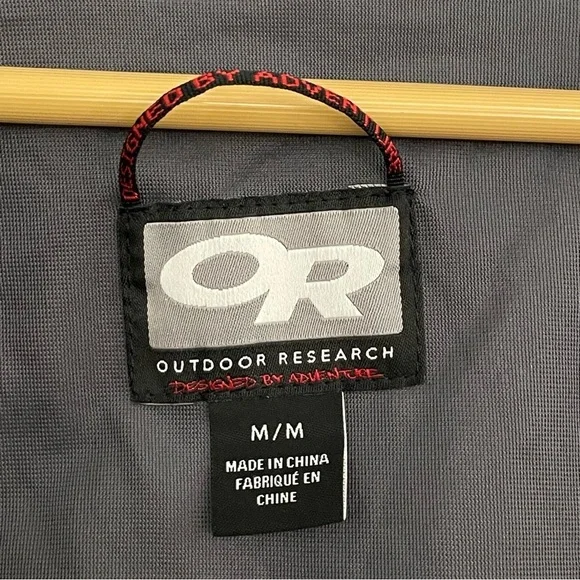 DESIGNED BY ADVENTURE
OR
OUTDOOR RESEARCH
DESIGNED BY ADVENTURE
M/M
MADE IN CHINA
FABRIQUÉ EN
CHINE